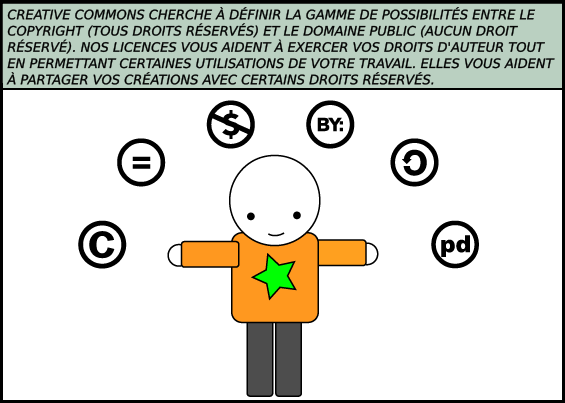 CREATIVE COMMONS CHERCHE À DÉFINIR LA GAMME DE POSSIBILITÉS ENTRE LE
COPYRIGHT (TOUS DROITS RÉSERVÉS) ET LE DOMAINE PUBLIC (AUCUN DROIT
RÉSERVÉ). NOS LICENCES VOUS AIDENT À EXERCER VOS DROITS D'AUTEUR TOUT
EN PERMETTANT CERTAINES UTILISATIONS DE VOTRE TRAVAIL. ELLES VOUS AIDENT
À PARTAGER VOS CRÉATIONS AVEC CERTAINS DROITS RÉSERVÉS.
$
BY:
=
C
pd